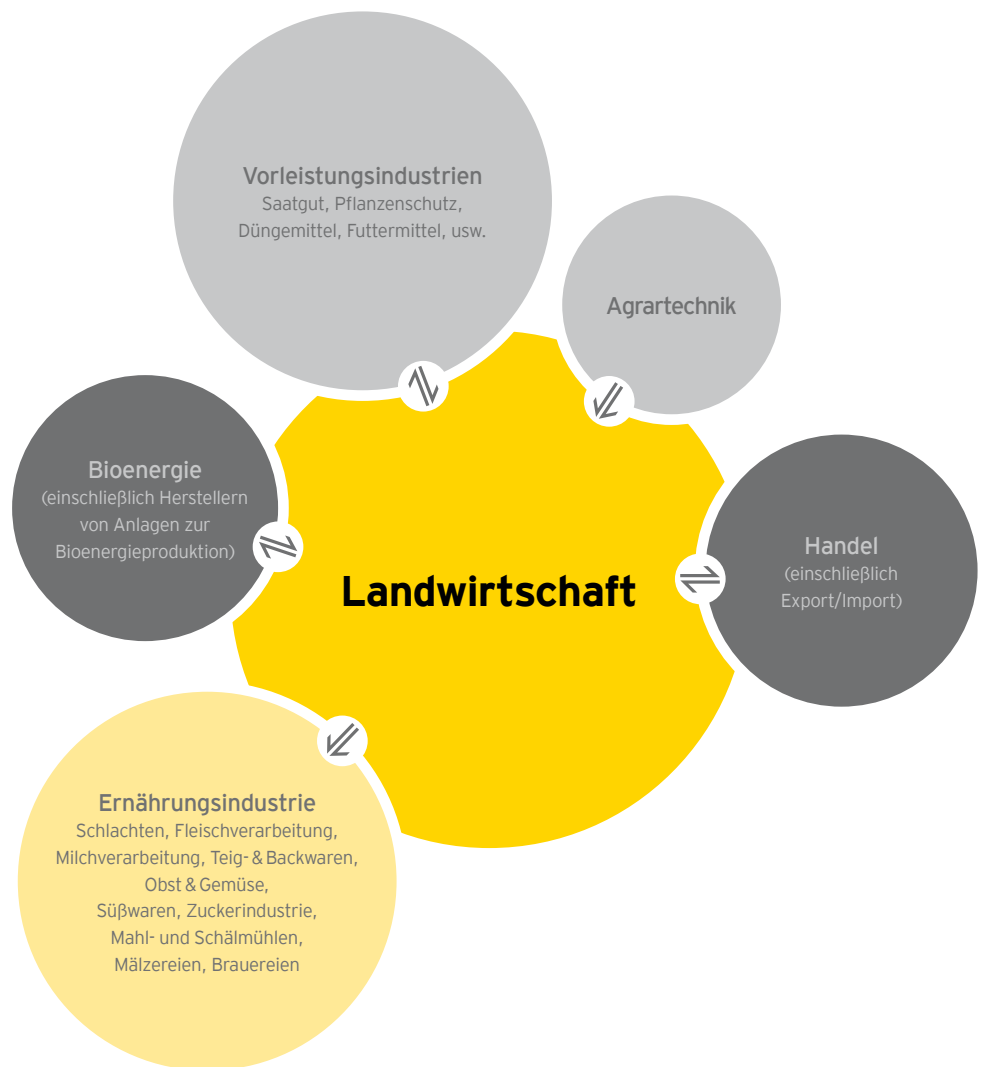 Vorleistungsindustrien
Saatgut, Pflanzenschutz,
Düngemittel, Futtermittel, usw.
Agrartechnik
Bioenergie
(einschließlich Herstellern
von Anlagen zur
Bioenergieproduktion)
Handel
(einschließlich
Export/Import)
Landwirtschaft
Ernährungsindustrie
Schlachten, Fleischverarbeitung,
Milchverarbeitung, Teig- & Backwaren,
Obst & Gemüse,
Süßwaren, Zuckerindustrie,
Mahl- und Schälmühlen,
Mälzereien, Brauereien